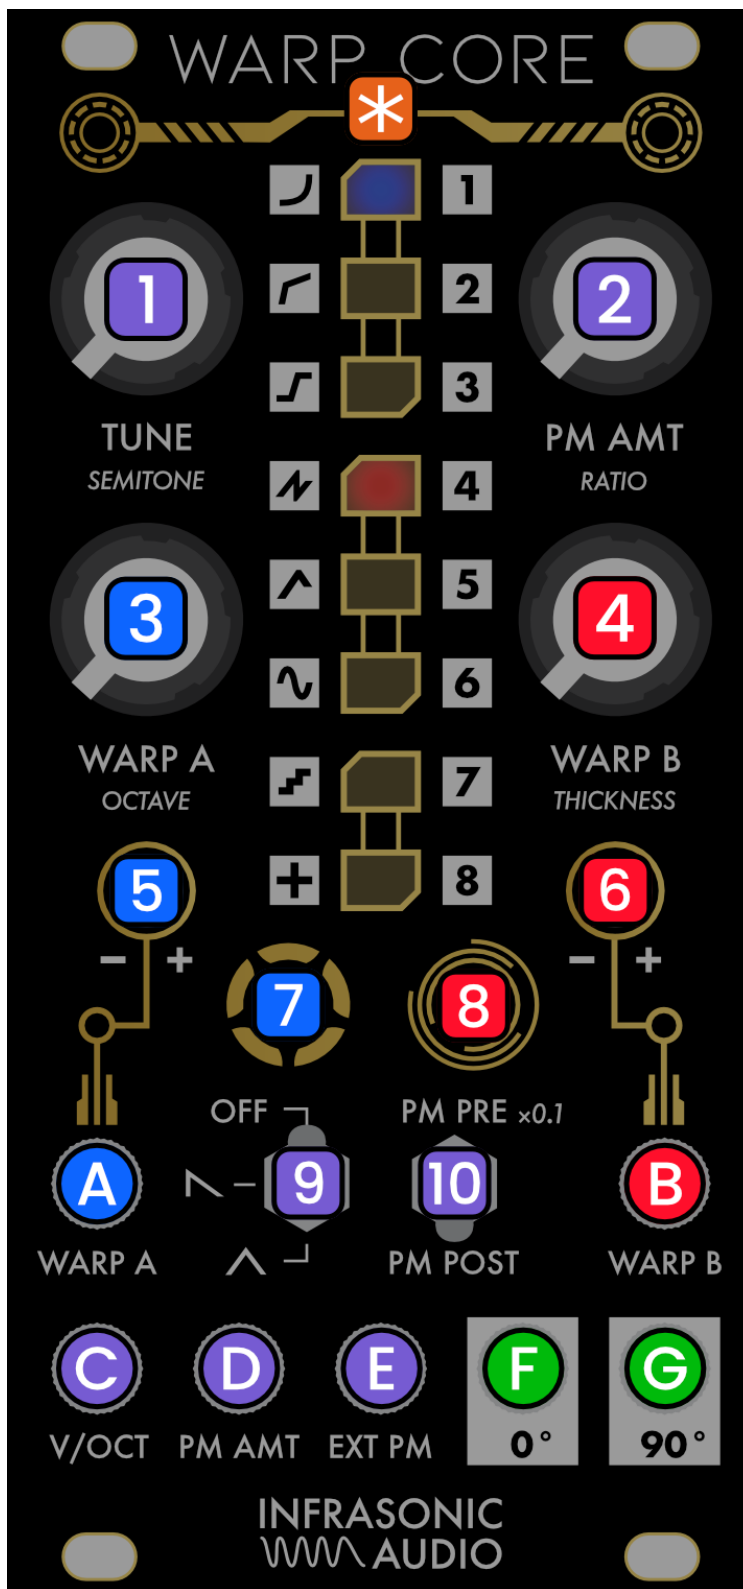 WARP CORE
*
1
2
3
1
2
TUNE
SEMITONE
PM AMT
RATIO
4
5
6
3
4
WARP A
OCTAVE
WARP B
THICKNESS
7
8
5
6
− +
− +
7
8
OFF
PM PRE ×0.1
9
10
PM POST
A
B
WARP A
WARP B
C
D
E
F
G
V/OCT
PM AMT
EXT PM
0°
90°
INFRASONIC
AUDIO